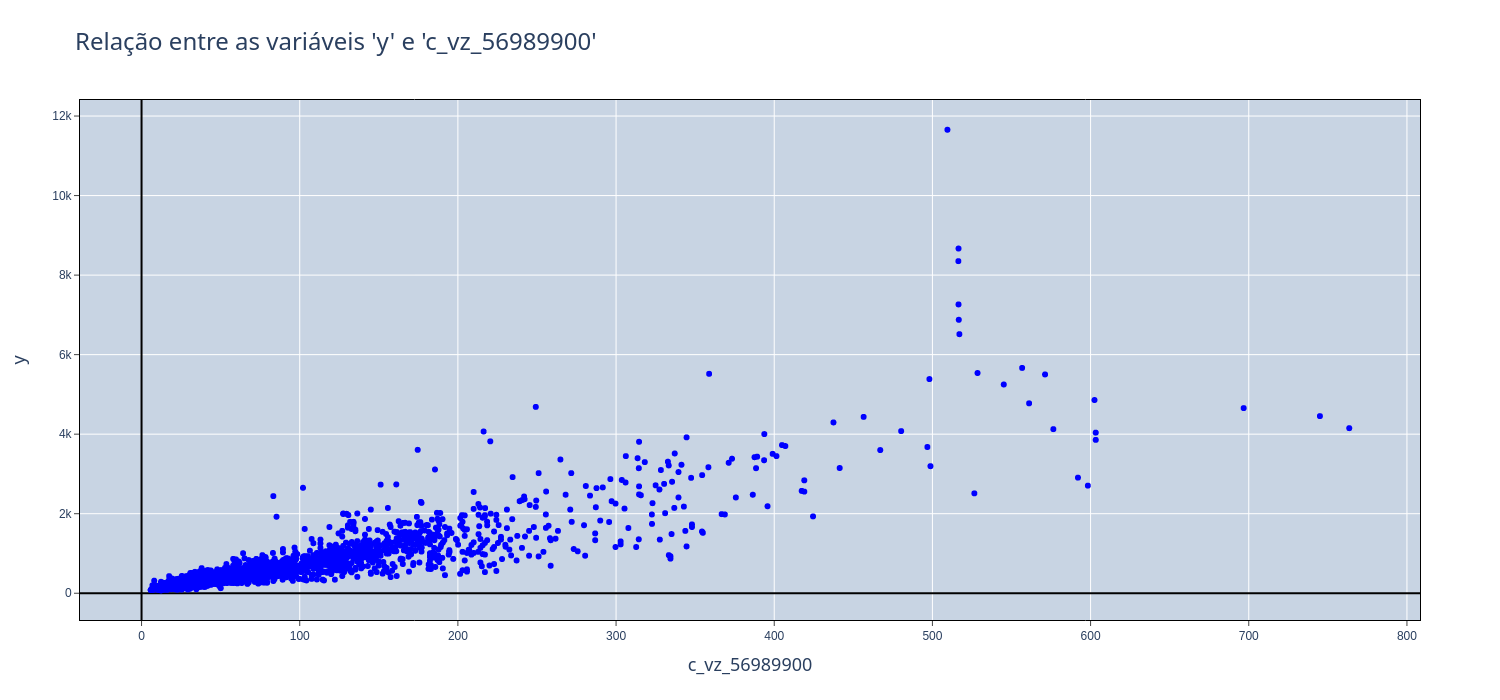 Relação entre as variáveis 'y' e 'c_vz_56989900'
12k
10k
8k
6k
4k
2k
0
y
0 100 200 300 400 500 600 700 800
c_vz_56989900